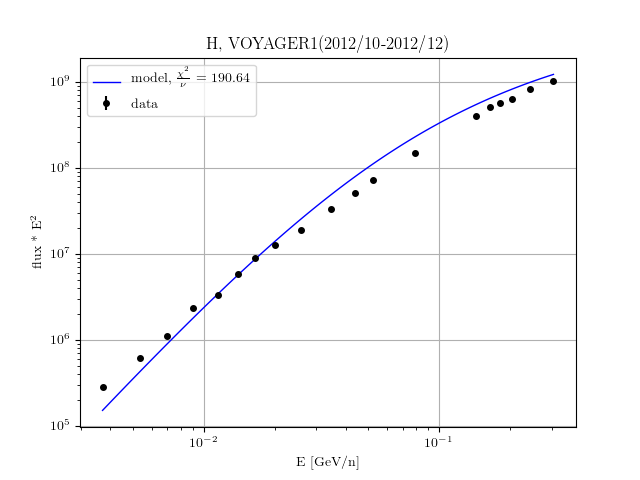 H, VOYAGER1(2012/10-2012/12)
model, χ²/ν = 190.64
data
flux * E²
10⁹
10⁸
10⁷
10⁶
10⁵
10⁻²
10⁻¹
E [GeV/n]